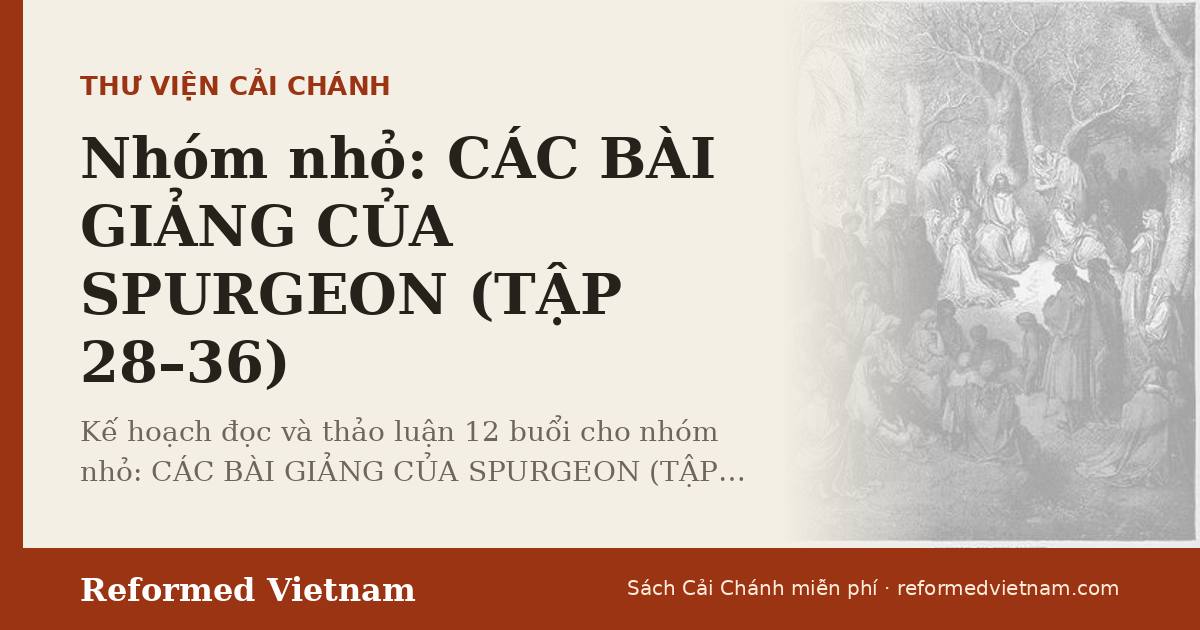 THƯ VIỆN CẢI CHÁNH
Nhóm nhỏ: CÁC BÀI
GIẢNG CỦA
SPURGEON (TẬP
28–36)
Kế hoạch đọc và thảo luận 12 buổi cho nhóm
nhỏ: CÁC BÀI GIẢNG CỦA SPURGEON (TẬP…
Reformed Vietnam
Sách Cải Chánh miễn phí · reformedvietnam.com